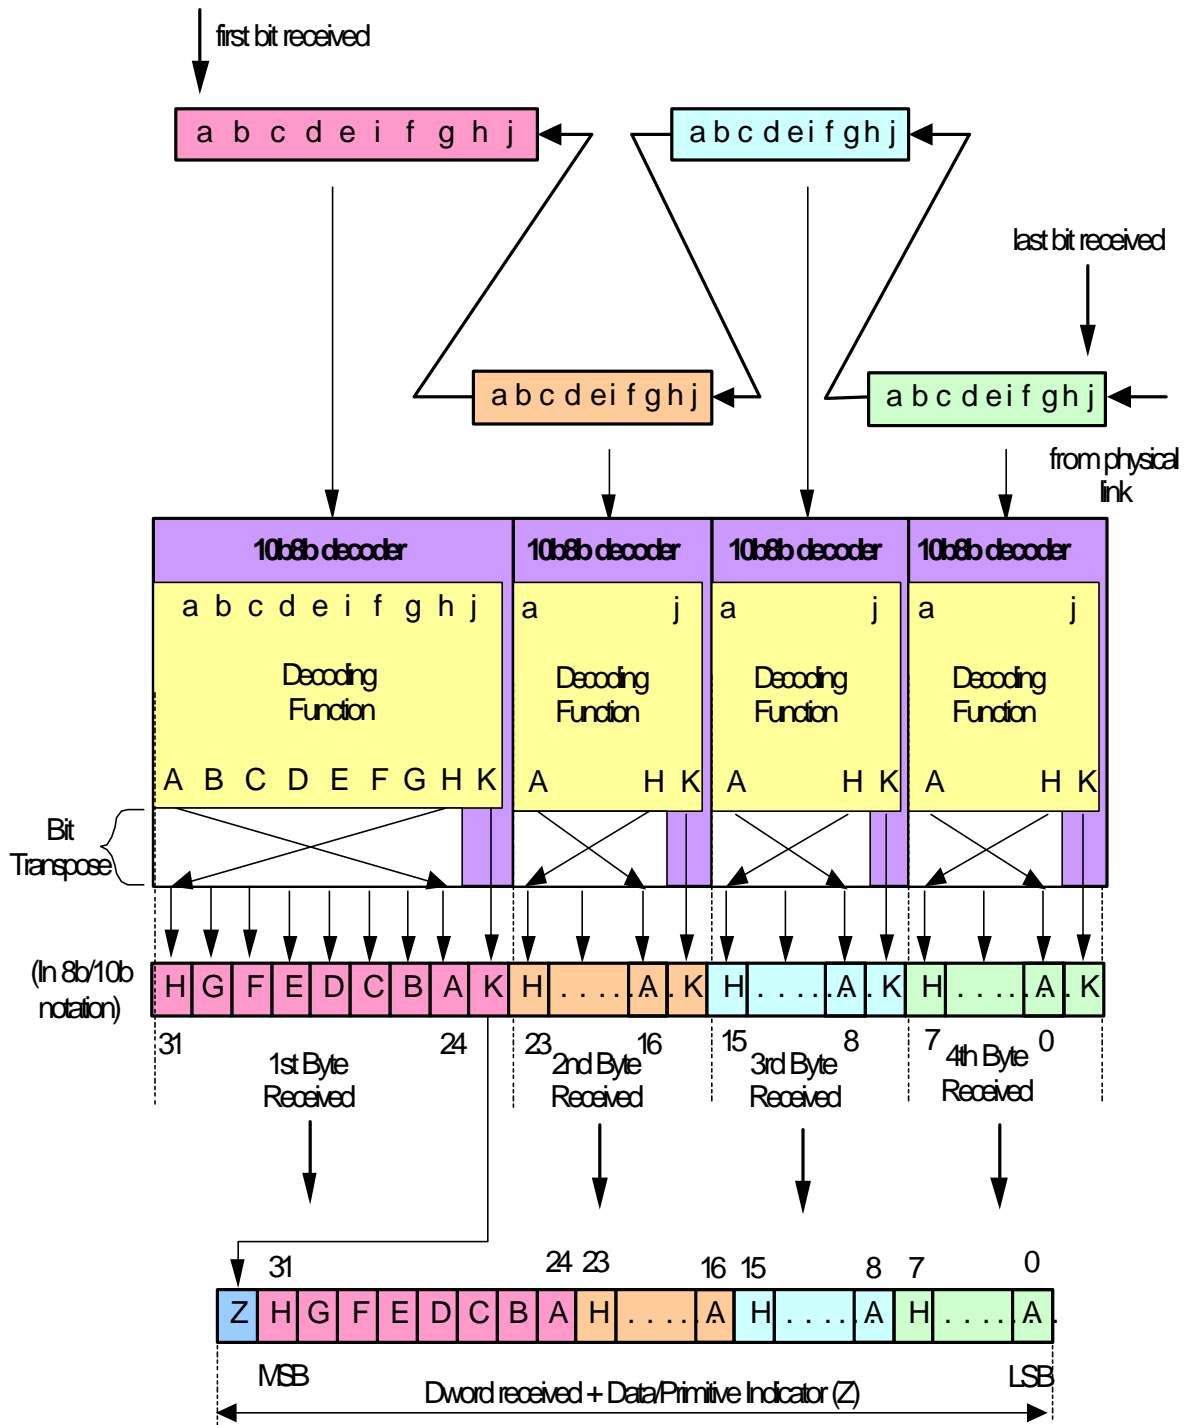 first bit received
a b c d e i f g h j
a b c d e i f g h j
last bit received
a b c d e i f g h j
a b c d e i f g h j
from physical
link
10b8b decoder 10b8b decoder 10b8b decoder 10b8b decoder
a b c d e i f g h j a j a j a j
Decoding Decoding Decoding Decoding
Function Function Function Function
A B C D E F G H K A H K A H K A H K
Bit
Transpose
(In 8b/10b
notation)
H G F E D C B A K H . . . . . A . K H . . . . . A . K H . . . . . A . K
31 24 23 16 15 8 7 0
1st Byte 2nd Byte 3rd Byte 4th Byte
Received Received Received Received
31 24 23 16 15 8 7 0
Z H G F E D C B A H . . . . . A H . . . . . A H . . . . . A .
MSB LSB
Dword received + Data/Primitive Indicator (Z)